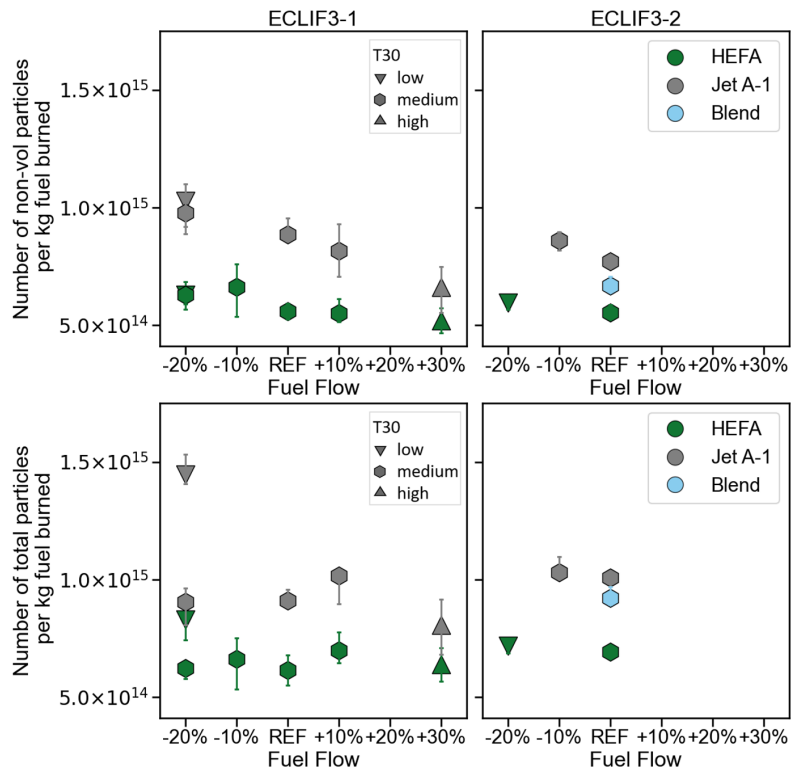 ECLIF3-1
ECLIF3-2
Number of non-vol particles
per kg fuel burned
1.5×10¹⁵
1.0×10¹⁵
5.0×10¹⁴
T30
low
medium
high
HEFA
Jet A-1
Blend
-20% -10% REF +10% +20% +30%
Fuel Flow
-20% -10% REF +10% +20% +30%
Fuel Flow
Number of total particles
per kg fuel burned
1.5×10¹⁵
1.0×10¹⁵
5.0×10¹⁴
T30
low
medium
high
HEFA
Jet A-1
Blend
-20% -10% REF +10% +20% +30%
Fuel Flow
-20% -10% REF +10% +20% +30%
Fuel Flow